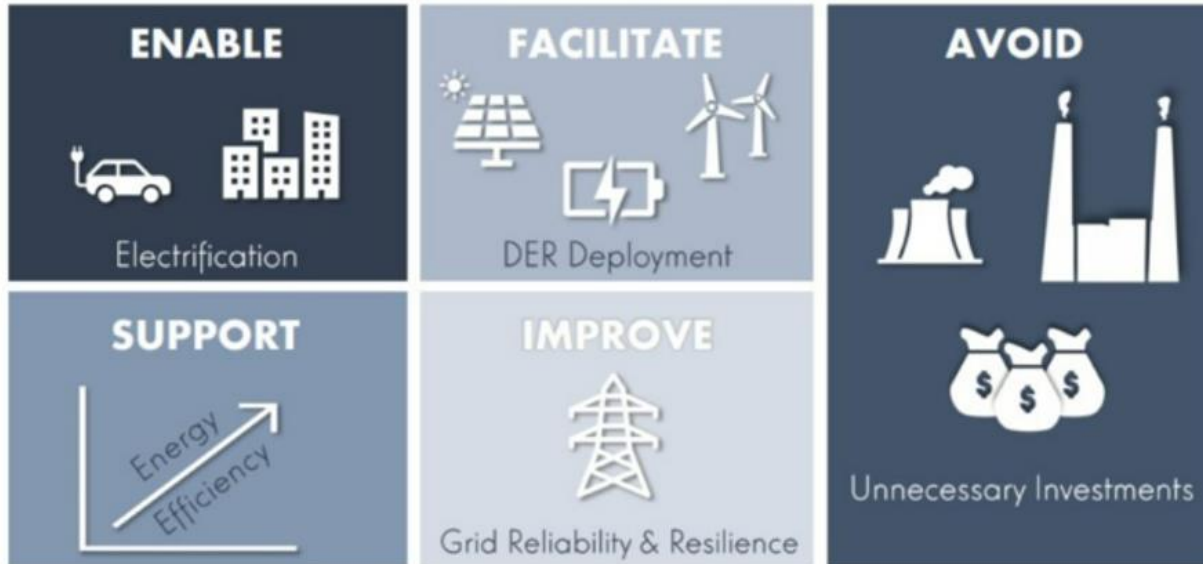 ENABLE
Electrification
FACILITATE
DER Deployment
AVOID
$ $ $
Unnecessary Investments
SUPPORT
Energy
Efficiency
IMPROVE
Grid Reliability & Resilience